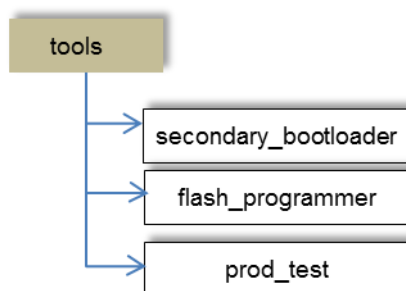 tools
secondary_bootloader
flash_programmer
prod_test